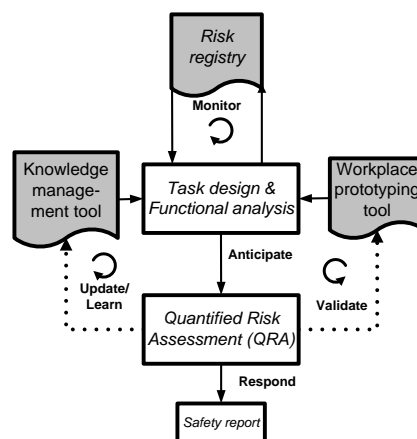 Risk
registry
Monitor
Knowledge
manage-
ment tool
Task design &
Functional analysis
Workplace
prototyping
tool
Anticipate
Update/
Learn
Validate
Quantified Risk
Assessment (QRA)
Respond
Safety report